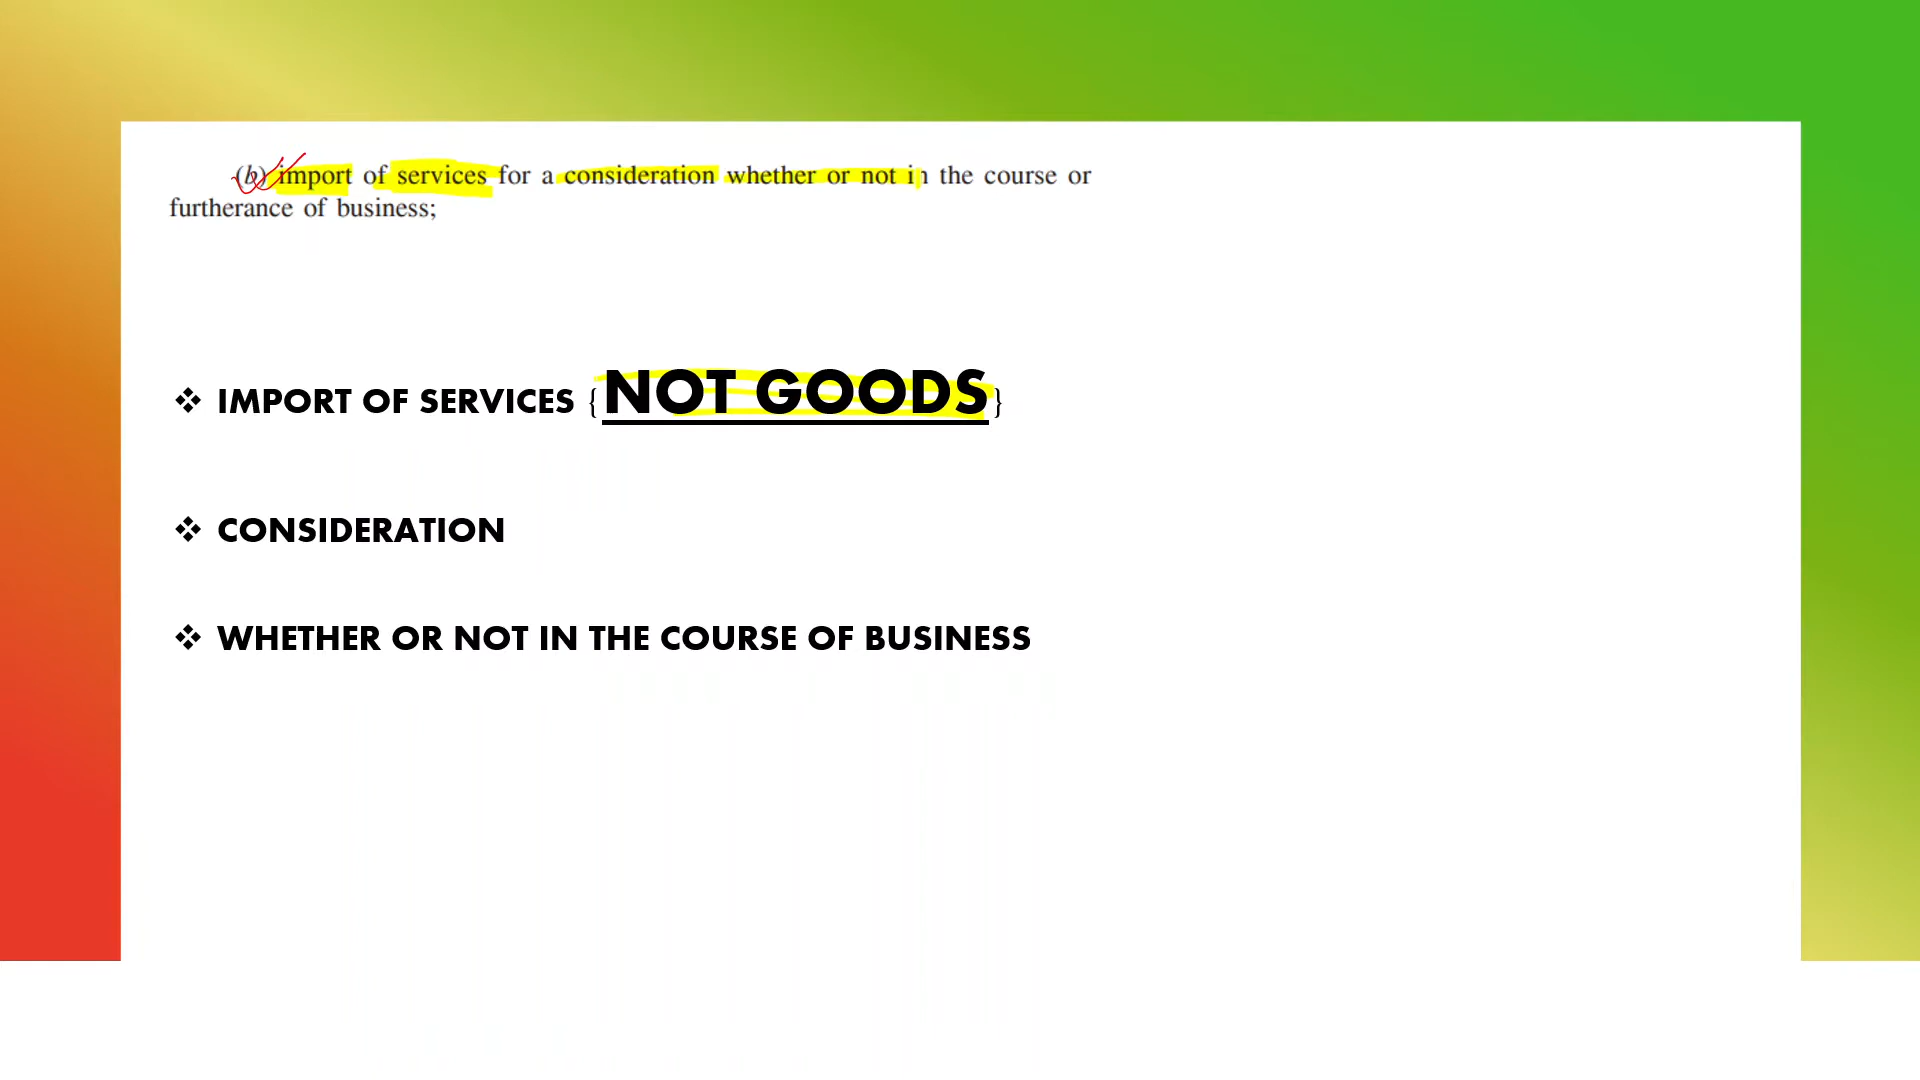 (b) import of services for a consideration whether or not in the course or
furtherance of business;
❖ IMPORT OF SERVICES {NOT GOODS}
❖ CONSIDERATION
❖ WHETHER OR NOT IN THE COURSE OF BUSINESS